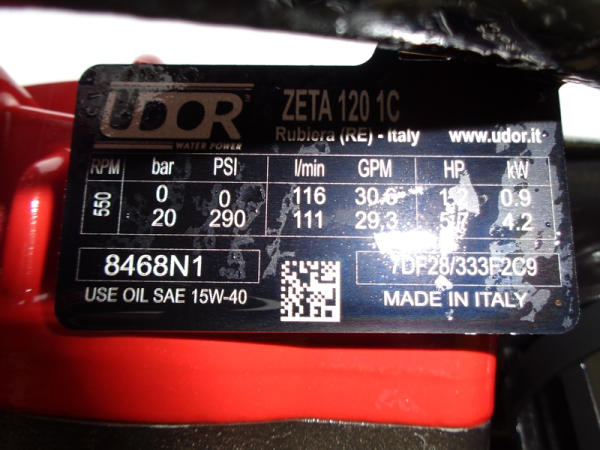 UDOR
WATER POWER
ZETA 120 1C
Rubiera (RE) - Italy www.udor.it
RPM bar PSI l/min GPM HP kW
550
0 0 116 30.6 0.9
20 290 111 29.3 4.2
8468N1 7DF28/333F2C9
USE OIL SAE 15W-40 MADE IN ITALY